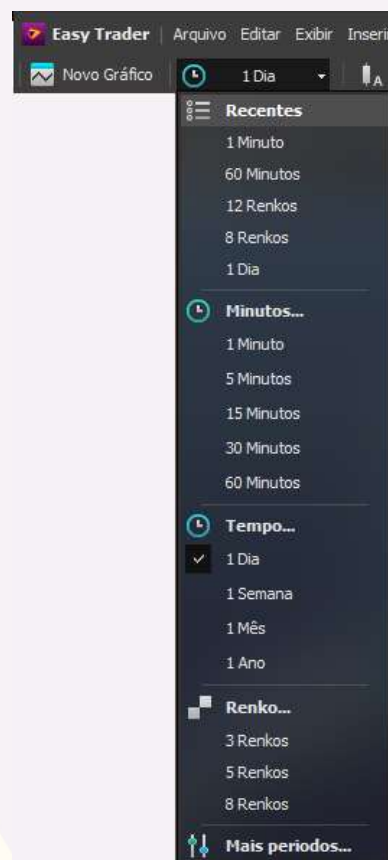 Easy Trader Arquivo Editar Exibir Inseri
Novo Gráfico 1 Dia A
Recentes
1 Minuto
60 Minutos
12 Renkos
8 Renkos
1 Dia
Minutos...
1 Minuto
5 Minutos
15 Minutos
30 Minutos
60 Minutos
Tempo...
1 Dia
1 Semana
1 Mês
1 Ano
Renko...
3 Renkos
5 Renkos
8 Renkos
Mais periodos...